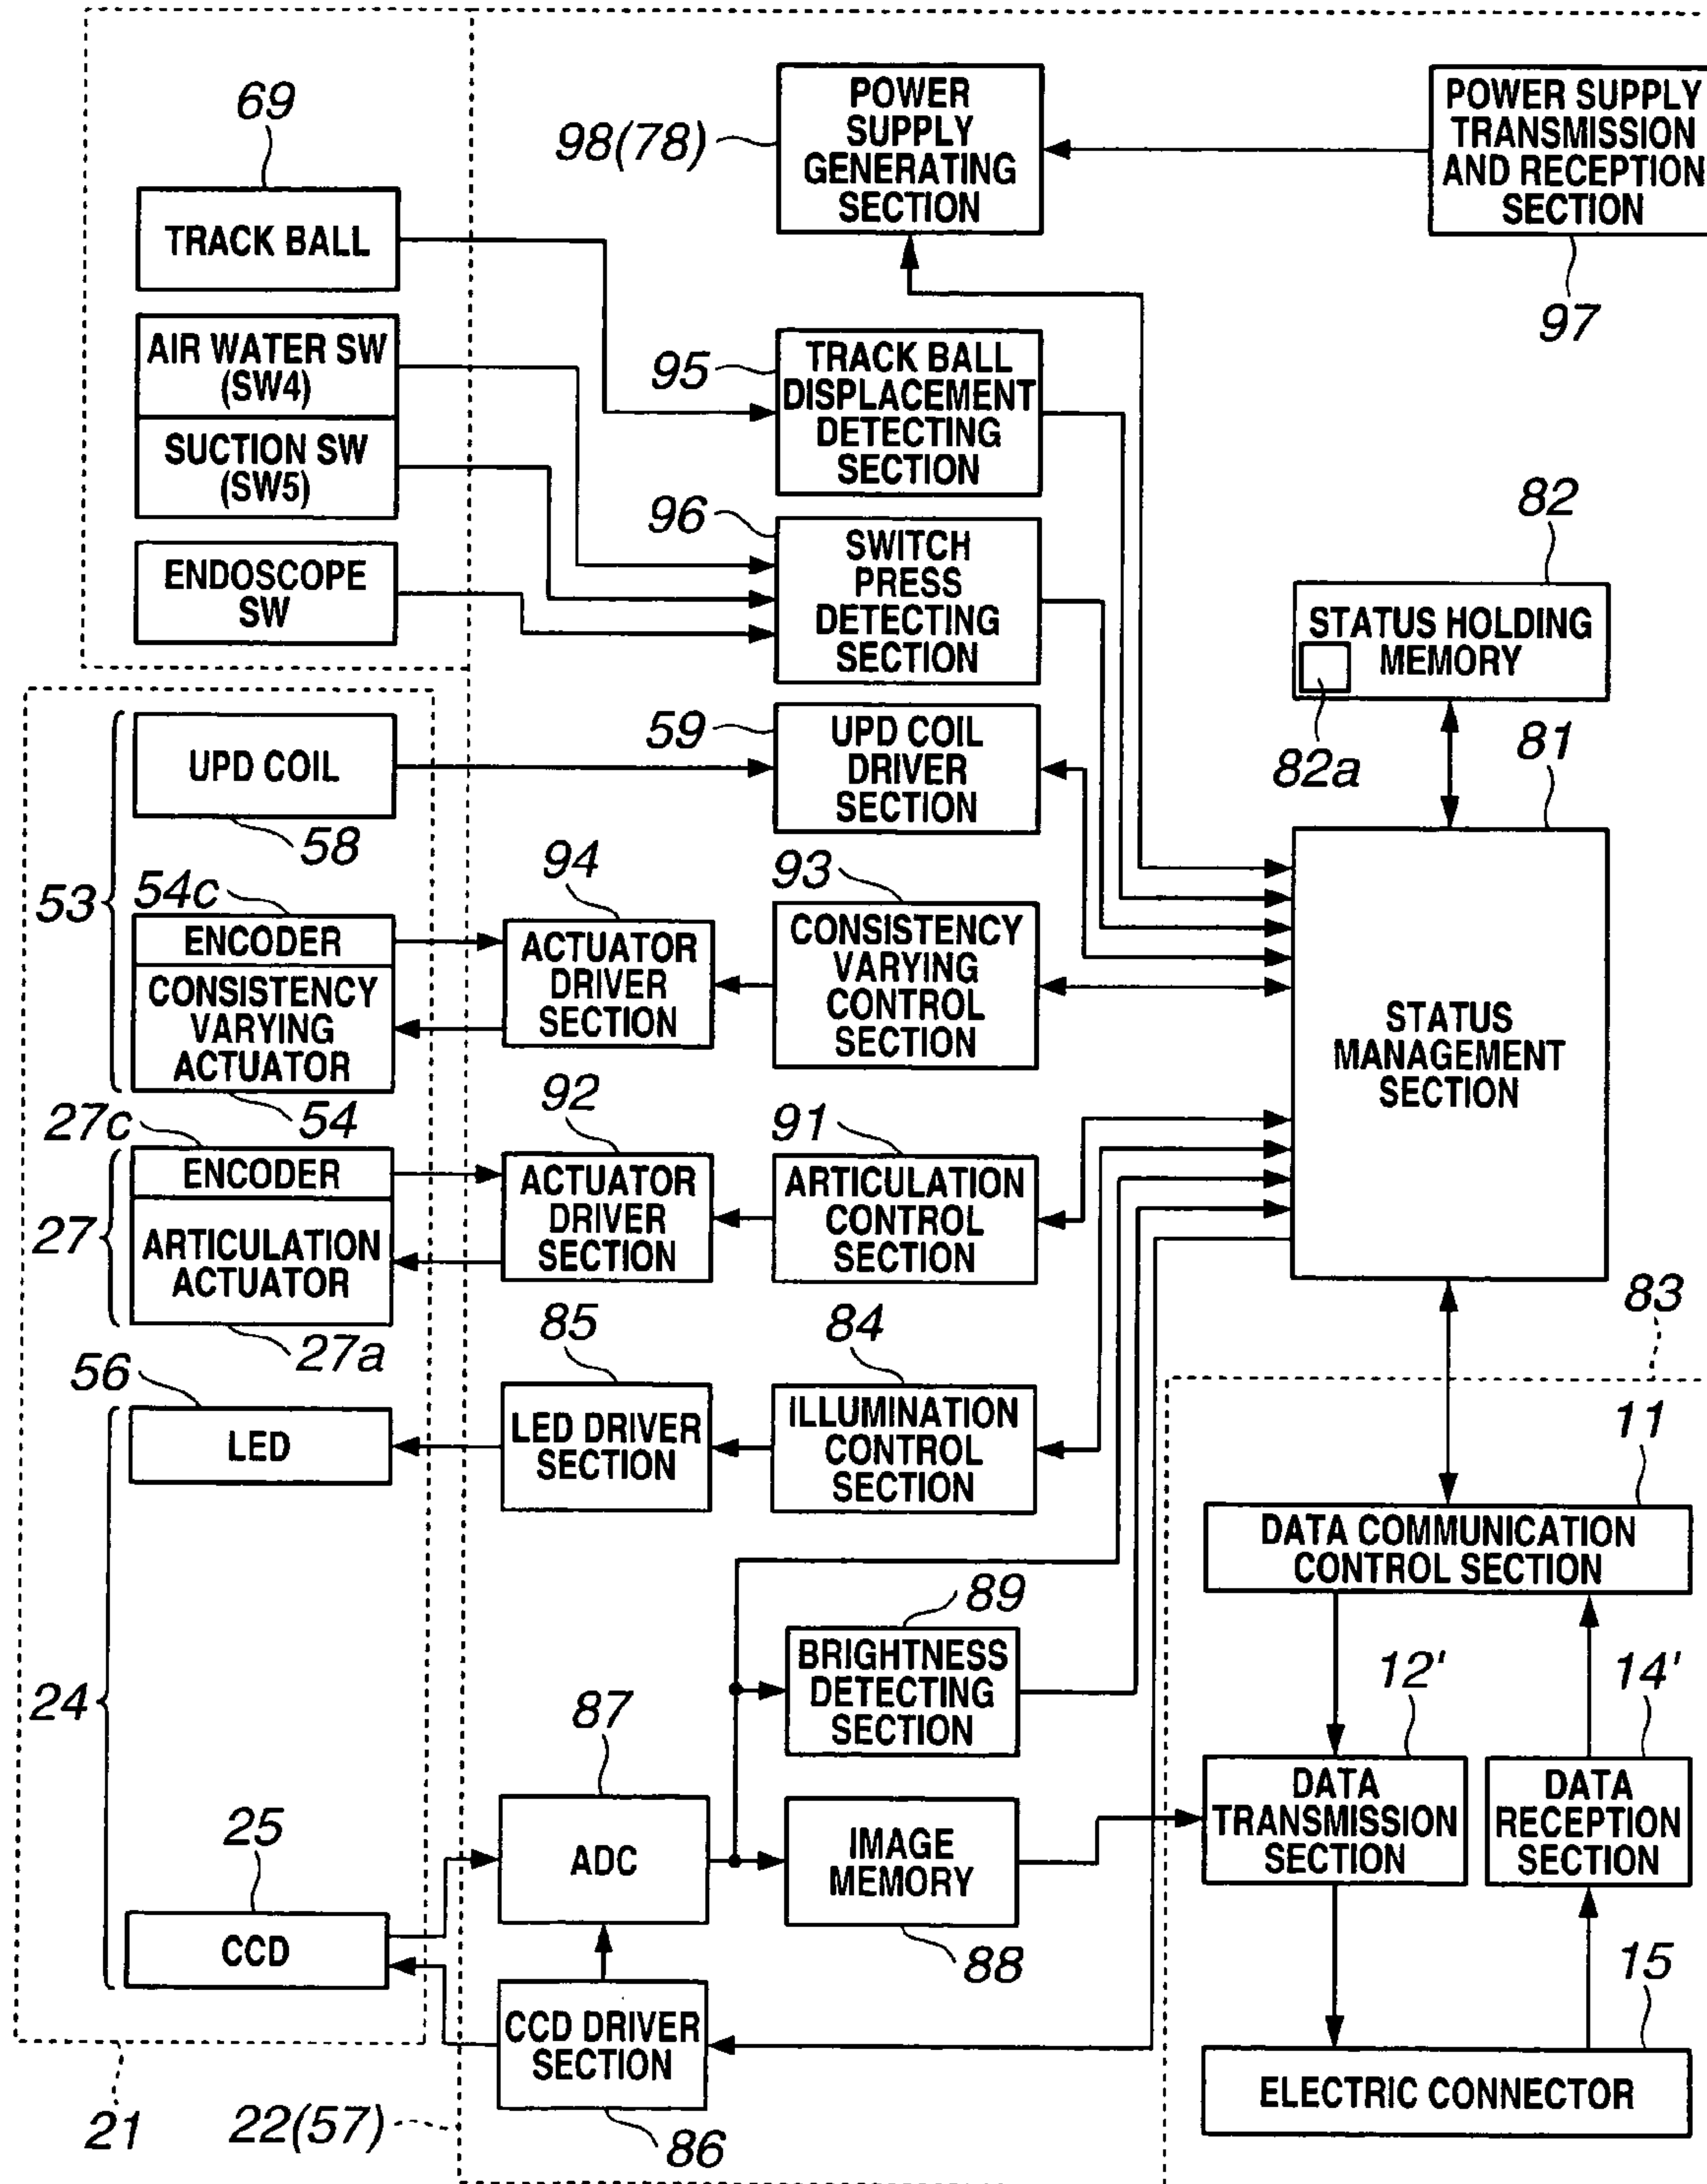 69
TRACK BALL
AIR WATER SW
(SW4)
SUCTION SW
(SW5)
ENDOSCOPE
SW
98(78)
POWER
SUPPLY
GENERATING
SECTION
POWER SUPPLY
TRANSMISSION
AND RECEPTION
SECTION
97
95
TRACK BALL
DISPLACEMENT
DETECTING
SECTION
96
SWITCH
PRESS
DETECTING
SECTION
82
STATUS HOLDING
MEMORY
82a
81
STATUS
MANAGEMENT
SECTION
53
UPD COIL
58
59
UPD COIL
DRIVER
SECTION
54c
ENCODER
CONSISTENCY
VARYING
ACTUATOR
54
94
ACTUATOR
DRIVER
SECTION
93
CONSISTENCY
VARYING
CONTROL
SECTION
27c
27
ENCODER
ARTICULATION
ACTUATOR
27a
92
ACTUATOR
DRIVER
SECTION
91
ARTICULATION
CONTROL
SECTION
56
LED
85
LED DRIVER
SECTION
84
ILLUMINATION
CONTROL
SECTION
83
11
DATA COMMUNICATION
CONTROL SECTION
24
89
BRIGHTNESS
DETECTING
SECTION
12'
DATA
TRANSMISSION
SECTION
14'
DATA
RECEPTION
SECTION
87
ADC
IMAGE
MEMORY
88
25
CCD
CCD DRIVER
SECTION
86
15
ELECTRIC CONNECTOR
21
22(57)